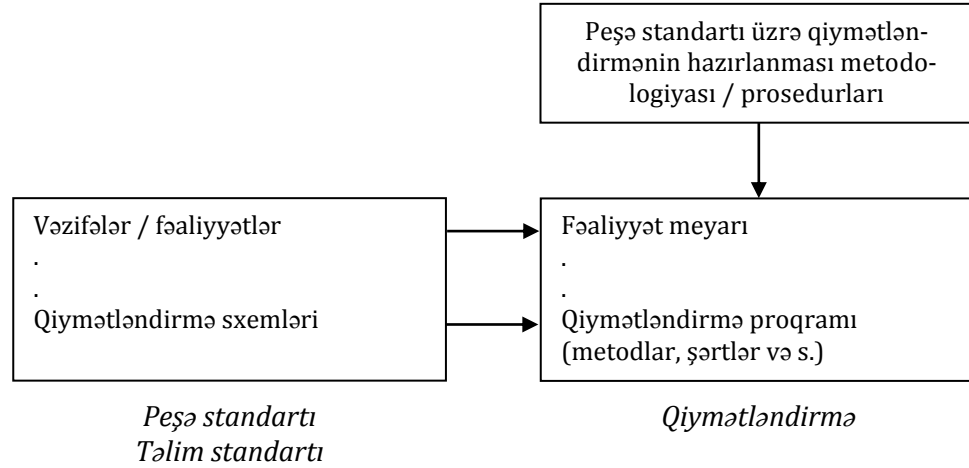 Peşə standartı üzrə qiymətlən-
dirmənin hazırlanması metodo-
logiyası / prosedurları
Vəzifələr / fəaliyyətlər
.
.
Qiymətləndirmə sxemləri
Fəaliyyət meyarı
.
.
Qiymətləndirmə proqramı
(metodlar, şərtlər və s.)
Peşə standartı
Təlim standartı
Qiymətləndirmə